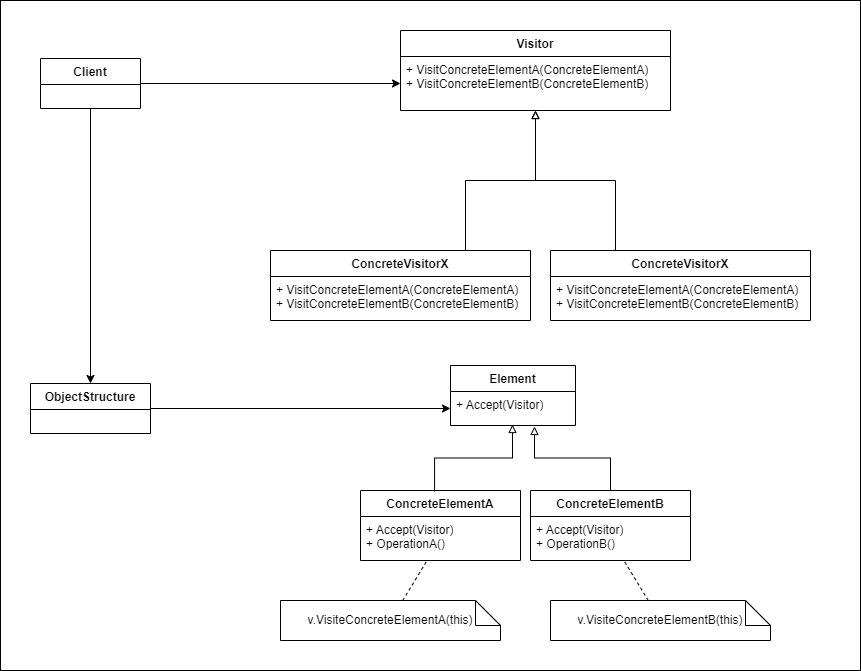 Visitor
+ VisitConcreteElementA(ConcreteElementA)
+ VisitConcreteElementB(ConcreteElementB)
Client
ConcreteVisitorX
+ VisitConcreteElementA(ConcreteElementA)
+ VisitConcreteElementB(ConcreteElementB)
ConcreteVisitorX
+ VisitConcreteElementA(ConcreteElementA)
+ VisitConcreteElementB(ConcreteElementB)
ObjectStructure
Element
+ Accept(Visitor)
ConcreteElementA
+ Accept(Visitor)
+ OperationA()
ConcreteElementB
+ Accept(Visitor)
+ OperationB()
v.VisiteConcreteElementA(this)
v.VisiteConcreteElementB(this)